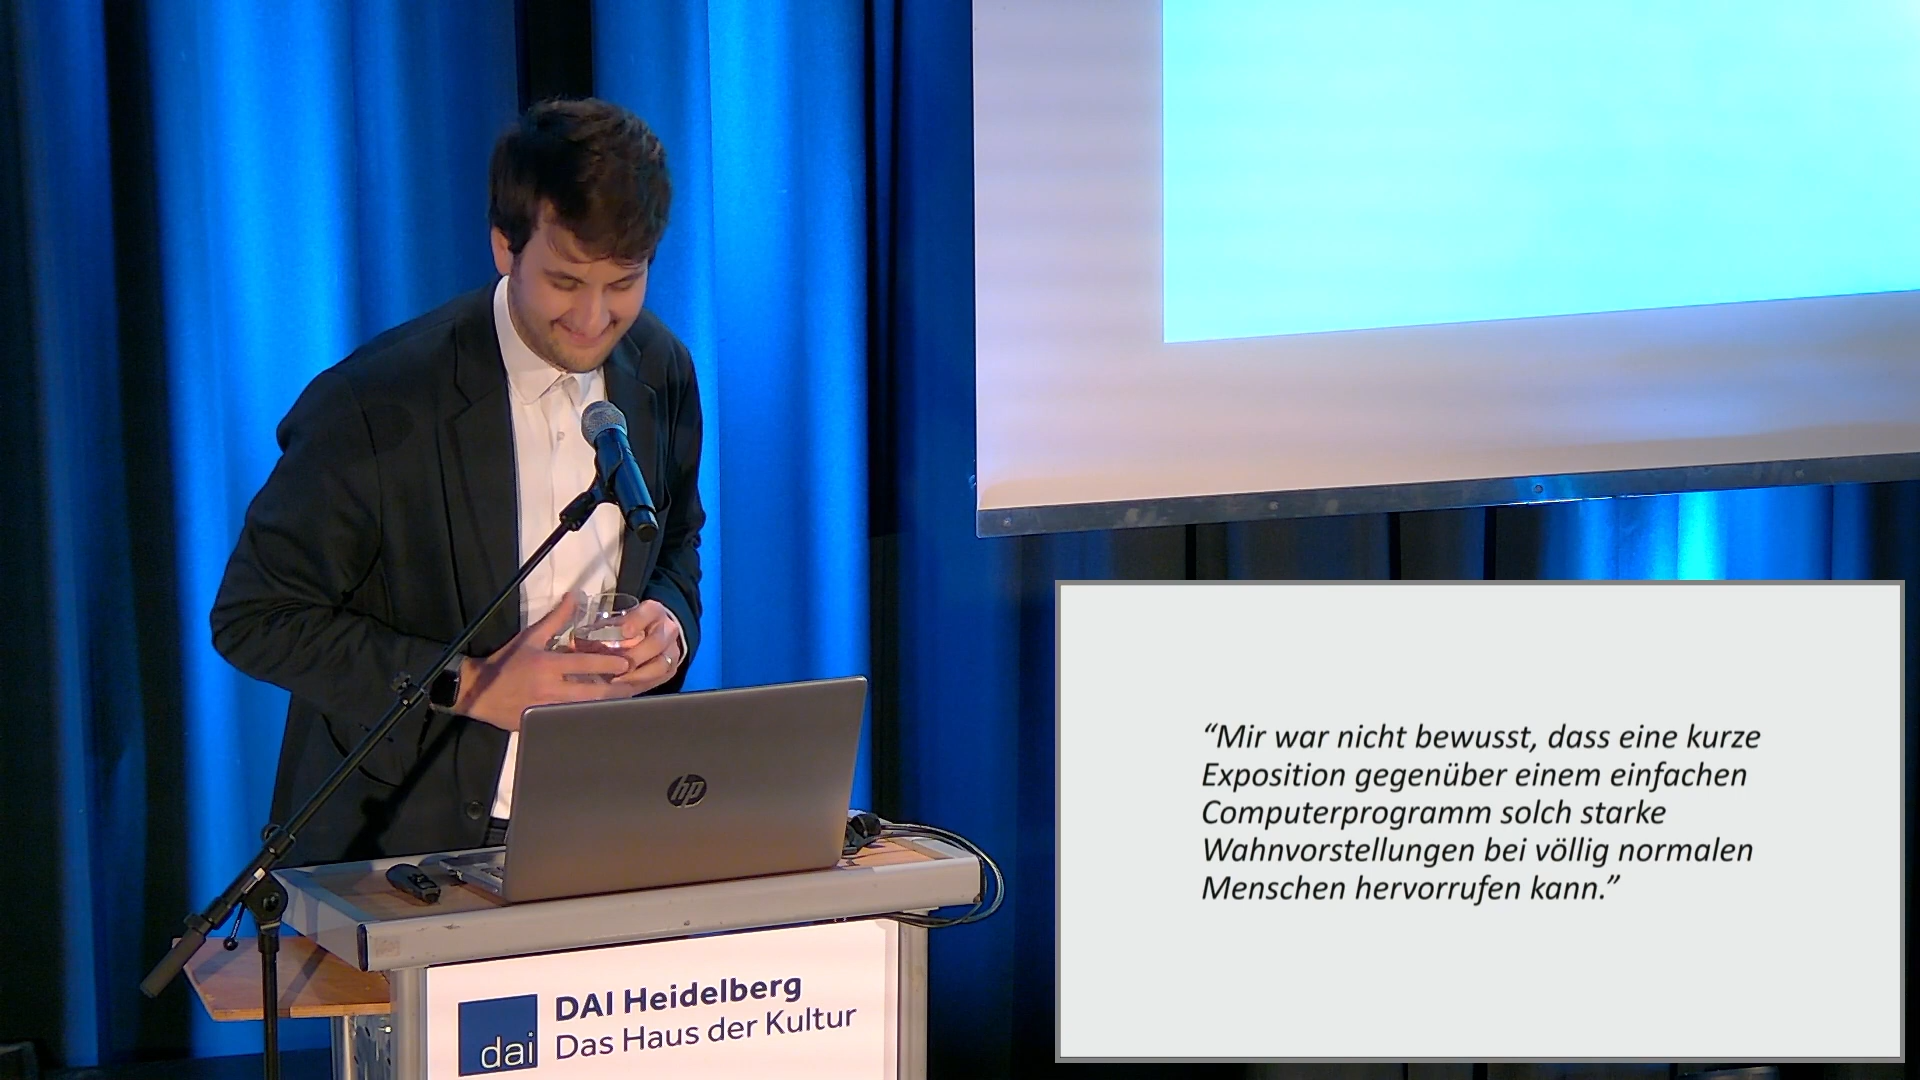 “Mir war nicht bewusst, dass eine kurze
Exposition gegenüber einem einfachen
Computerprogramm solch starke
Wahnvorstellungen bei völlig normalen
Menschen hervorrufen kann.”
hp
dai
DAI Heidelberg
Das Haus der Kultur